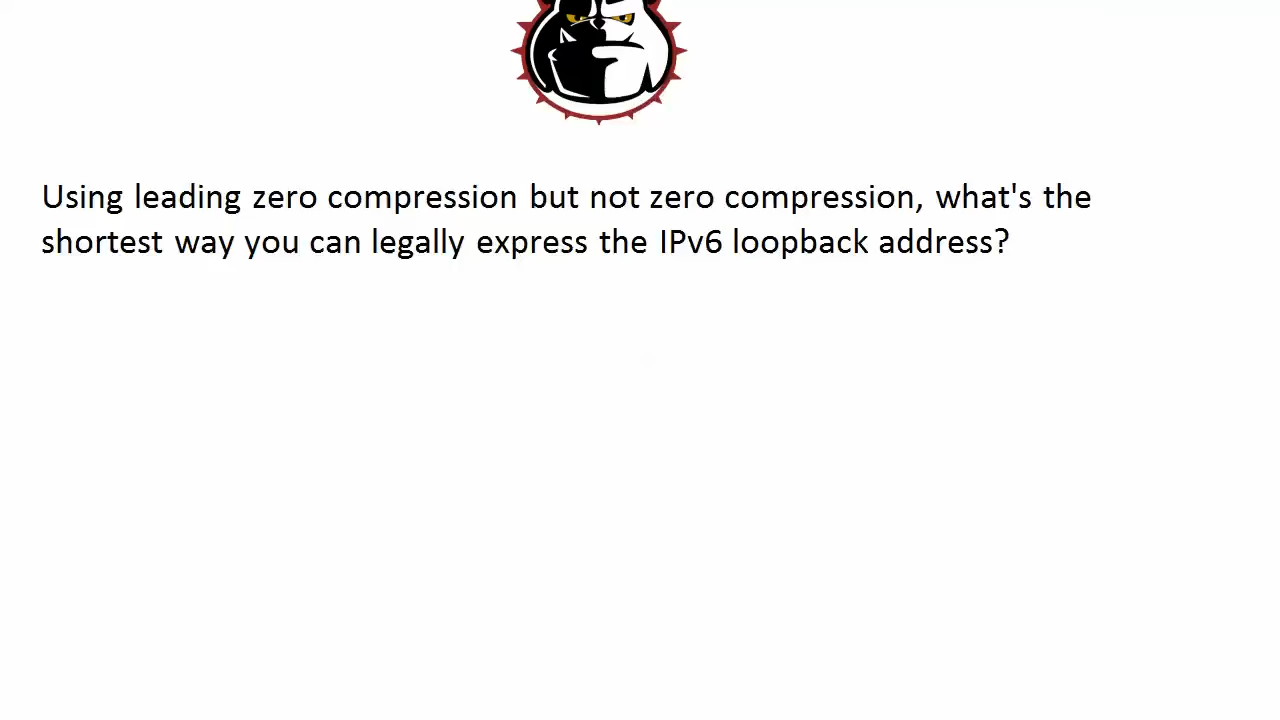 Using leading zero compression but not zero compression, what's the
shortest way you can legally express the IPv6 loopback address?